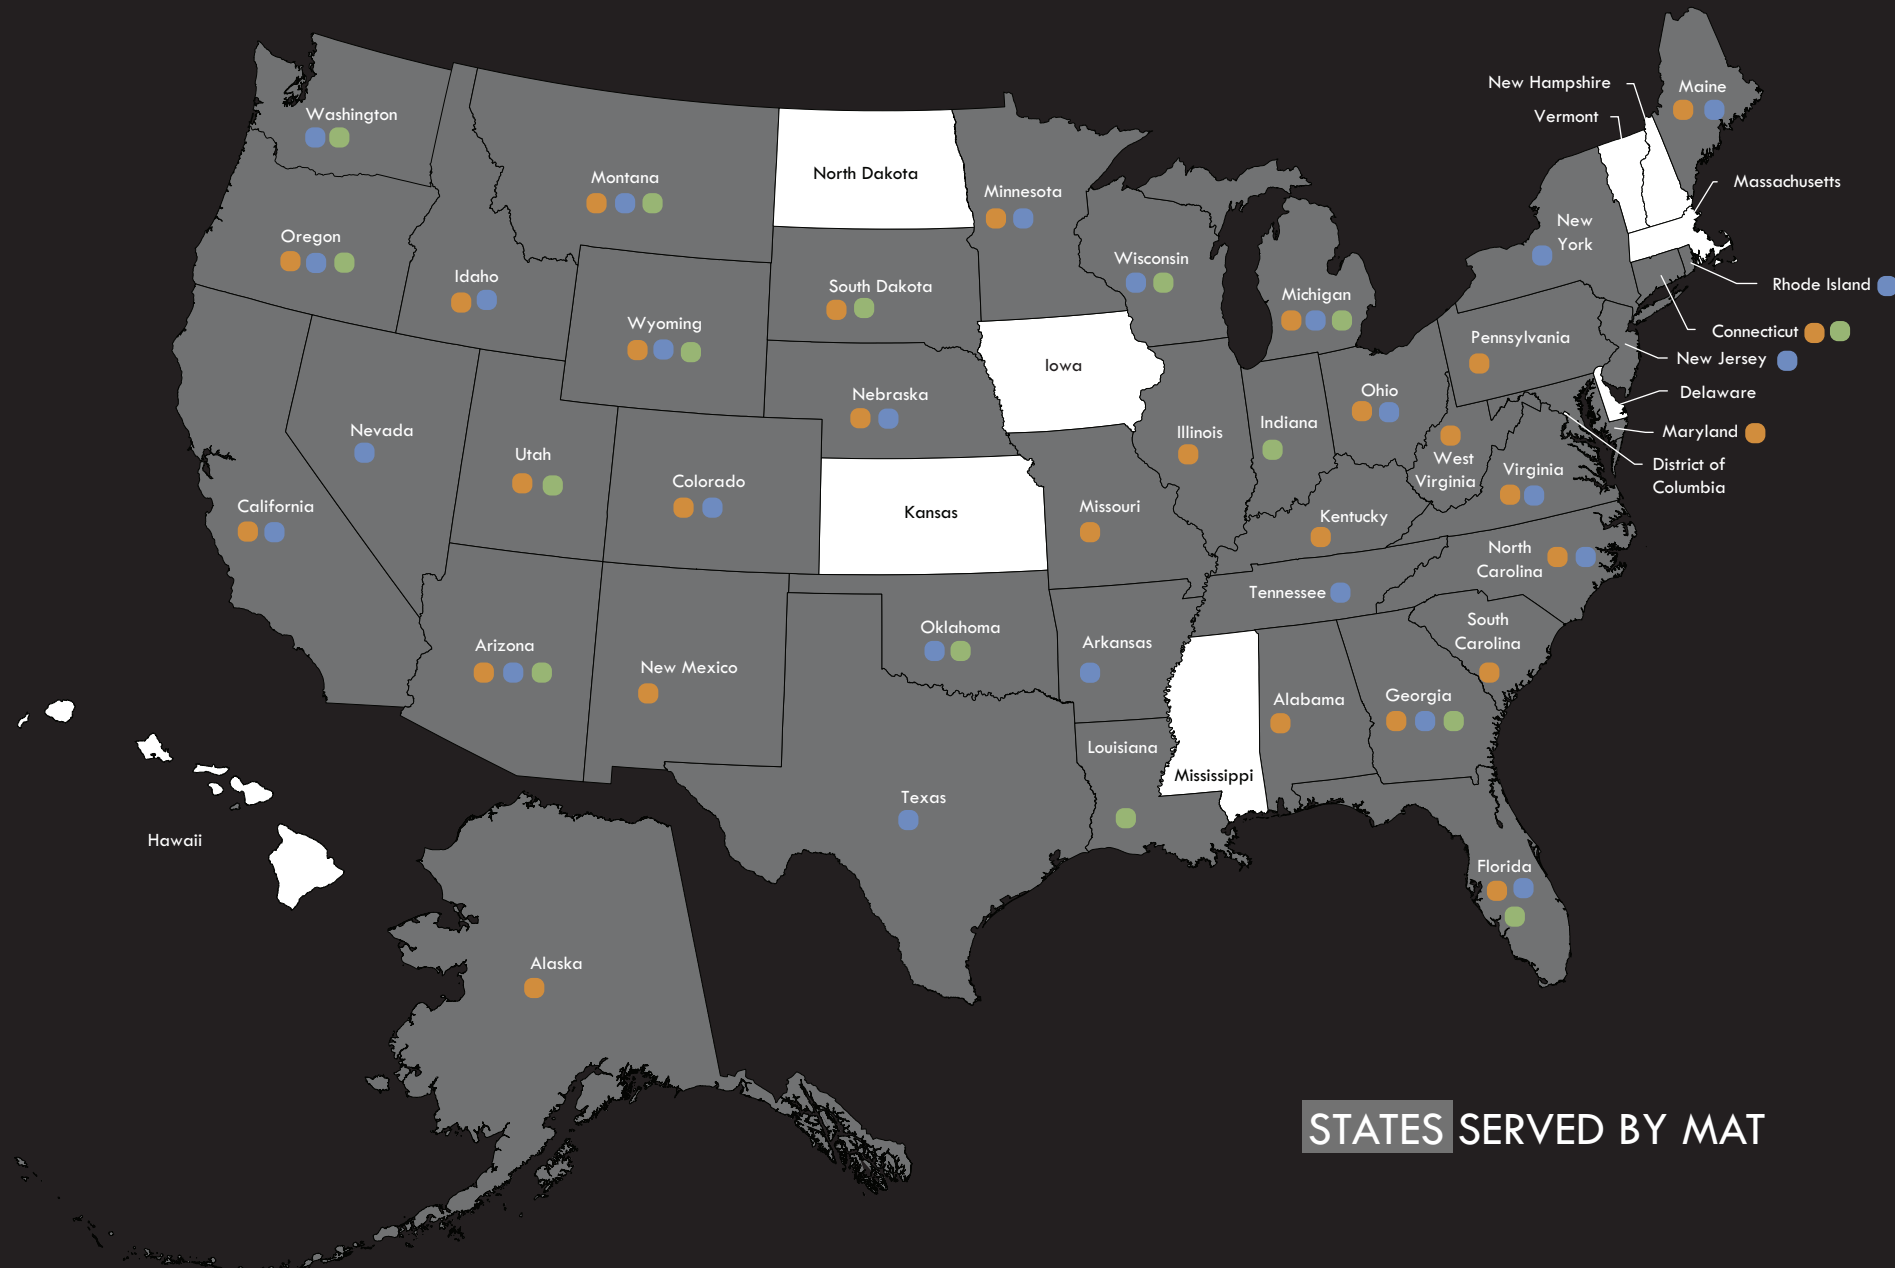 New Hampshire
Maine
Vermont
Washington
Massachusetts
North Dakota
Montana
Minnesota
New
York
Oregon
Wisconsin
Idaho
South Dakota
Rhode Island
Michigan
Wyoming
Connecticut
Pennsylvania
New Jersey
Iowa
Ohio
Delaware
Nebraska
Indiana
Nevada
Illinois
Maryland
Utah
West
Virginia
Virginia
District of
Columbia
Colorado
California
Kansas
Missouri
Kentucky
North
Carolina
Tennessee
South
Carolina
Oklahoma
Arkansas
Arizona
New Mexico
Georgia
Alabama
Louisiana
Mississippi
Texas
Hawaii
Florida
Alaska
STATES SERVED BY MAT